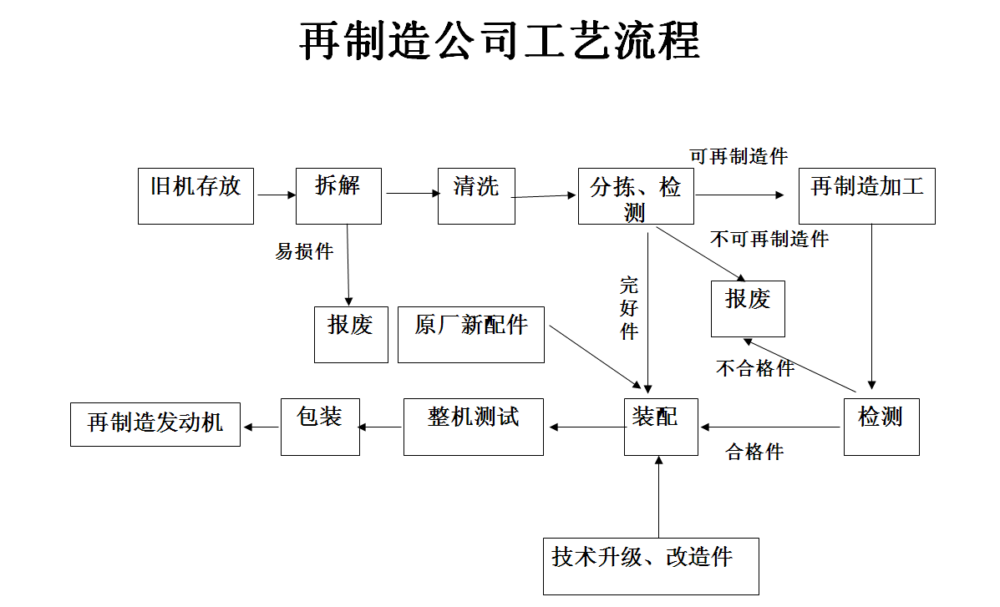 再制造公司工艺流程
可再制造件
旧机存放
拆解
清洗
分拣、检
测
再制造加工
易损件
不可再制造件
完
好
件
报废
报废
原厂新配件
不合格件
再制造发动机
包装
整机测试
装配
检测
合格件
技术升级、改造件